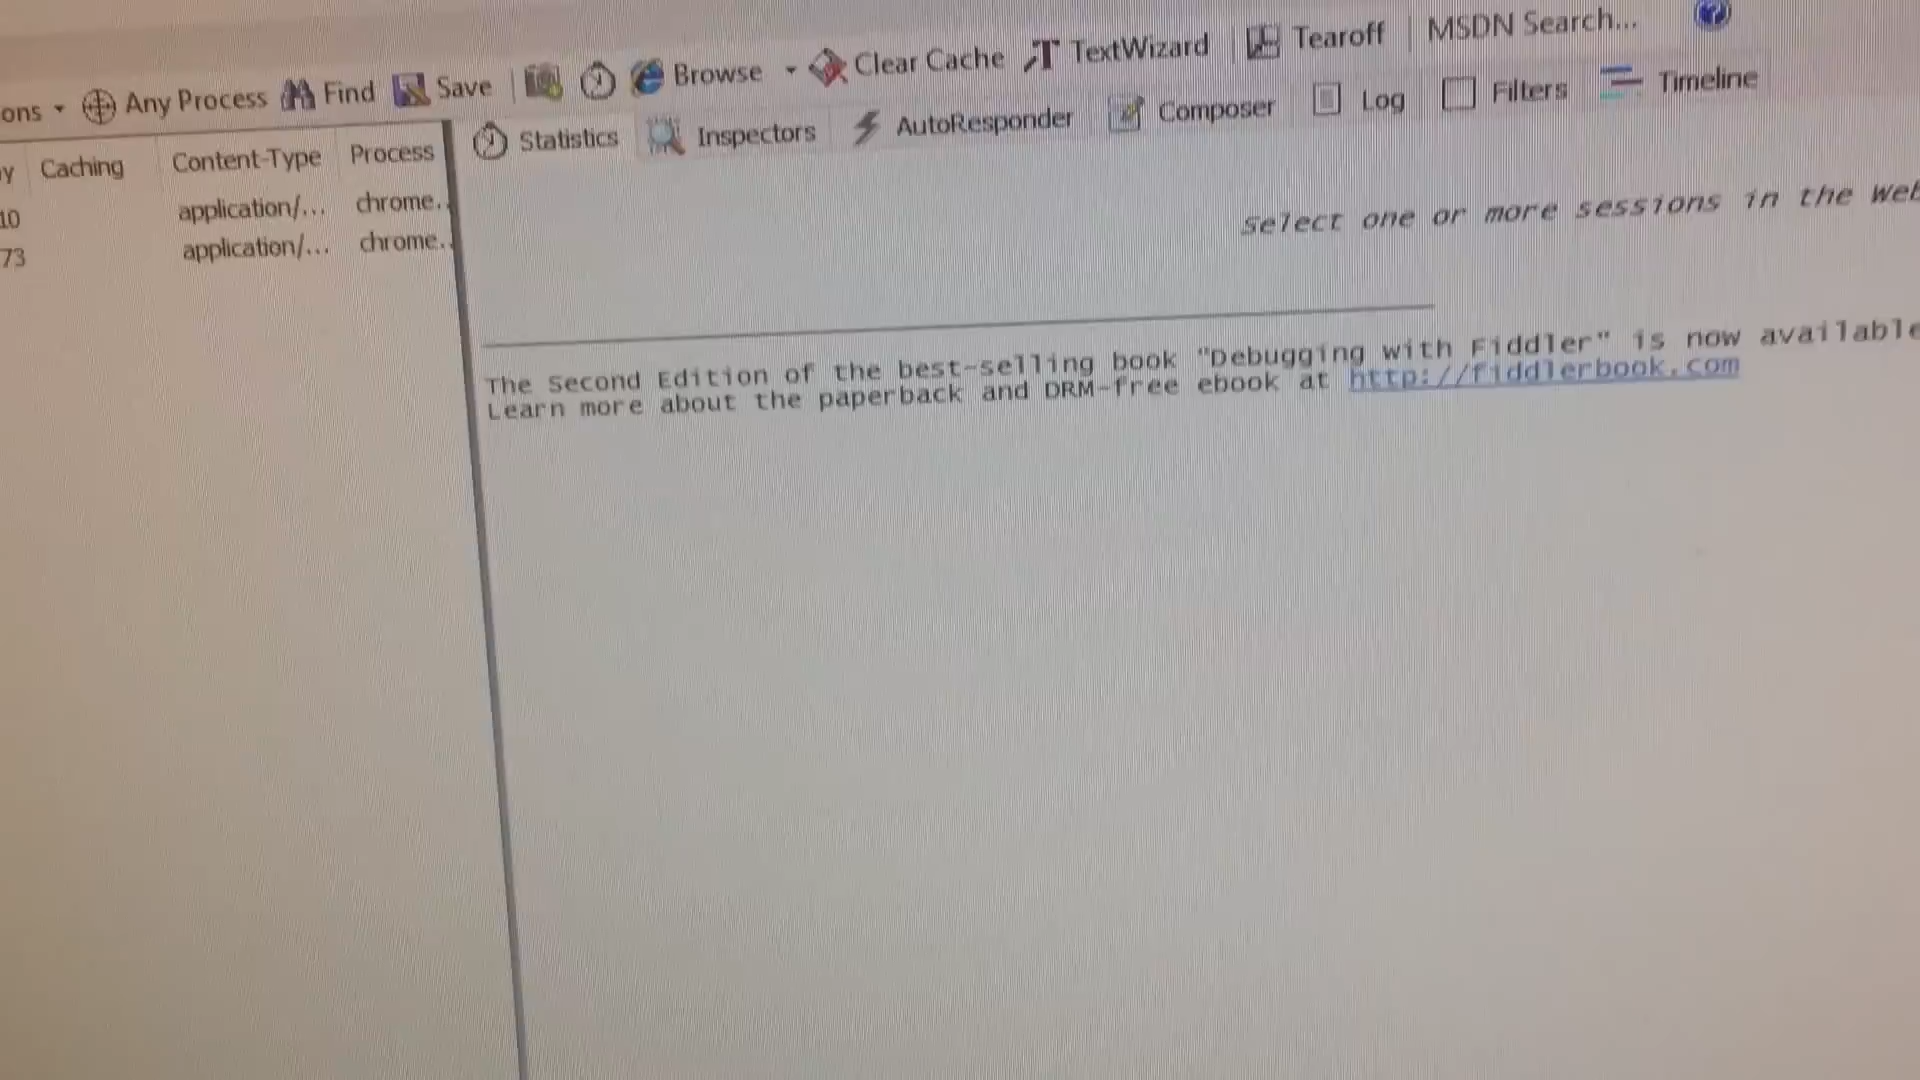 ons Any Process Find Save Browse Clear Cache TextWizard Tearoff MSDN Search...
Statistics Inspectors AutoResponder Composer Log Filters Timeline
y Caching Content-Type Process
10 application/... chrome..
73 application/... chrome..
select one or more sessions in the web
The Second Edition of the best-selling book "Debugging with Fiddler" is now available
Learn more about the paperback and DRM-free ebook at http://fiddlerbook.com